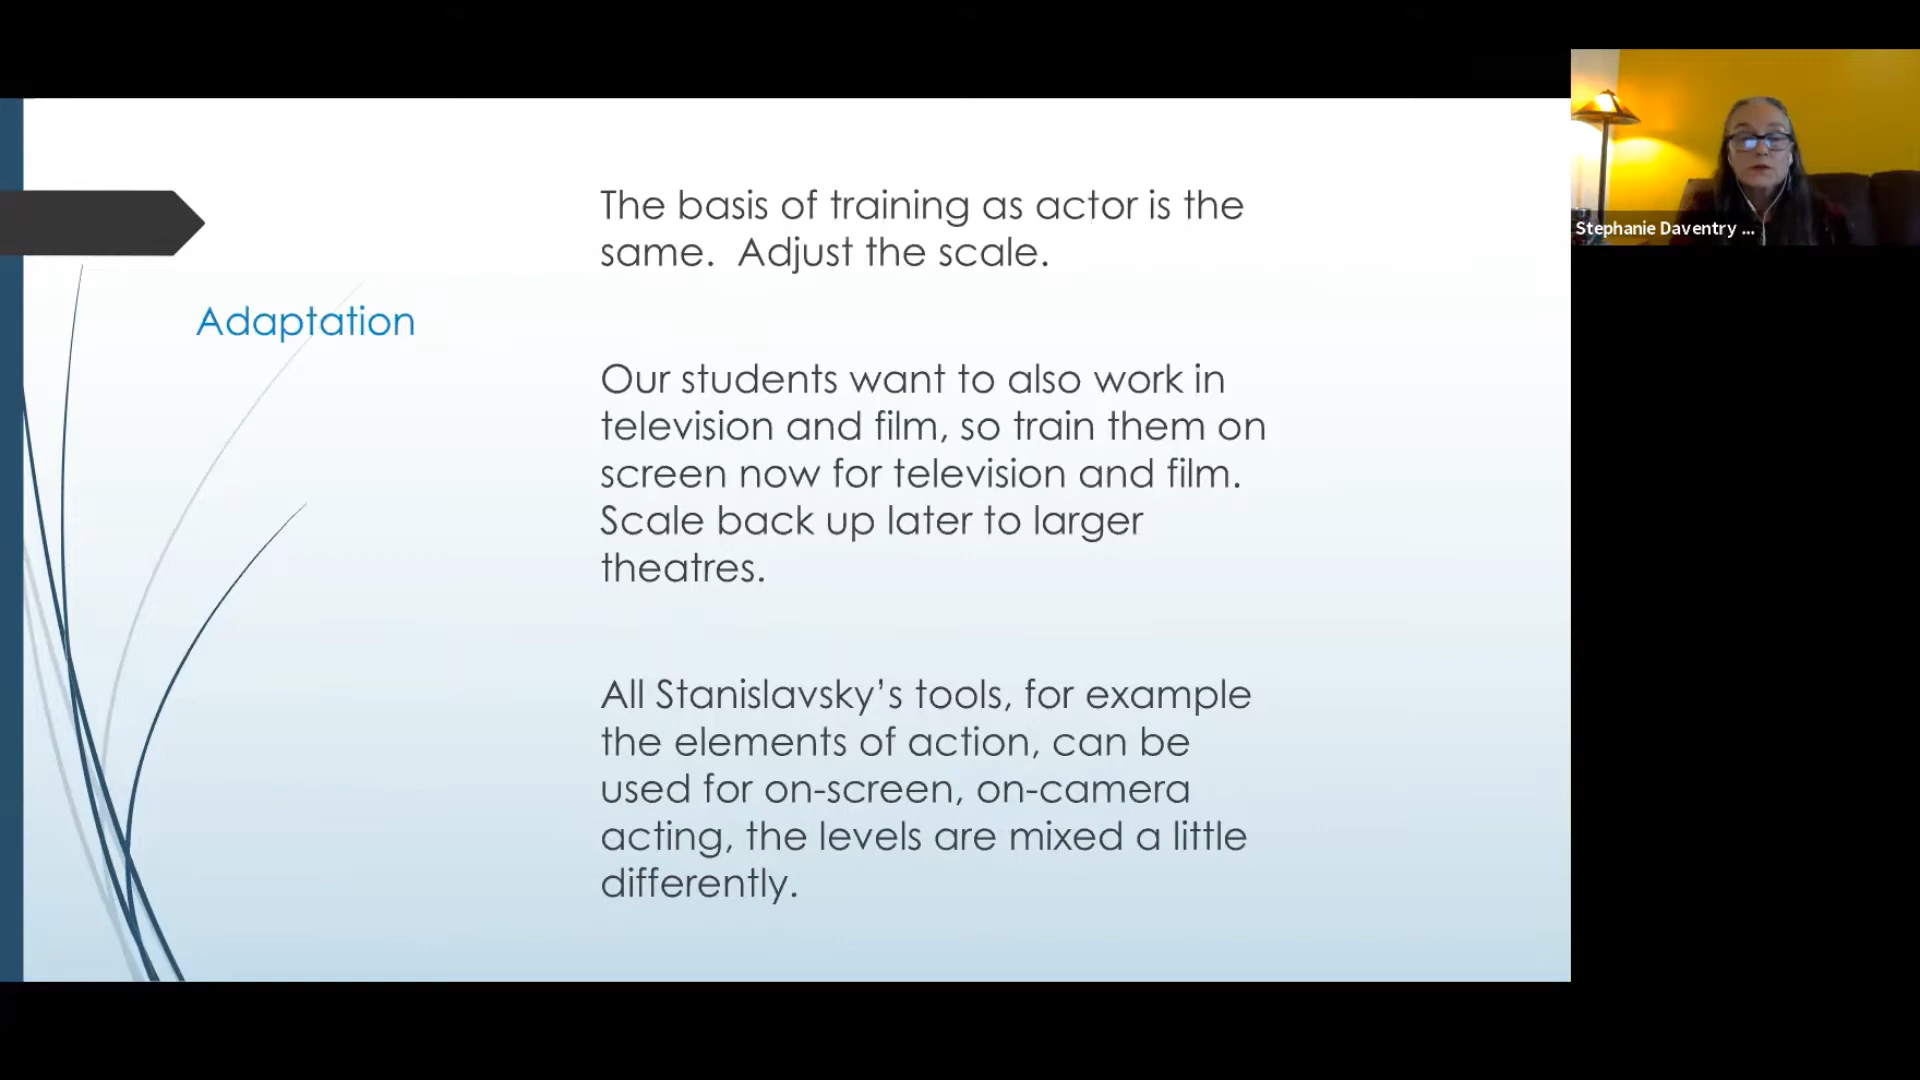 Adaptation
The basis of training as actor is the
same.  Adjust the scale.
Our students want to also work in
television and film, so train them on
screen now for television and film.
Scale back up later to larger
theatres.
All Stanislavsky’s tools, for example
the elements of action, can be
used for on-screen, on-camera
acting, the levels are mixed a little
differently.
Stephanie Daventry ...